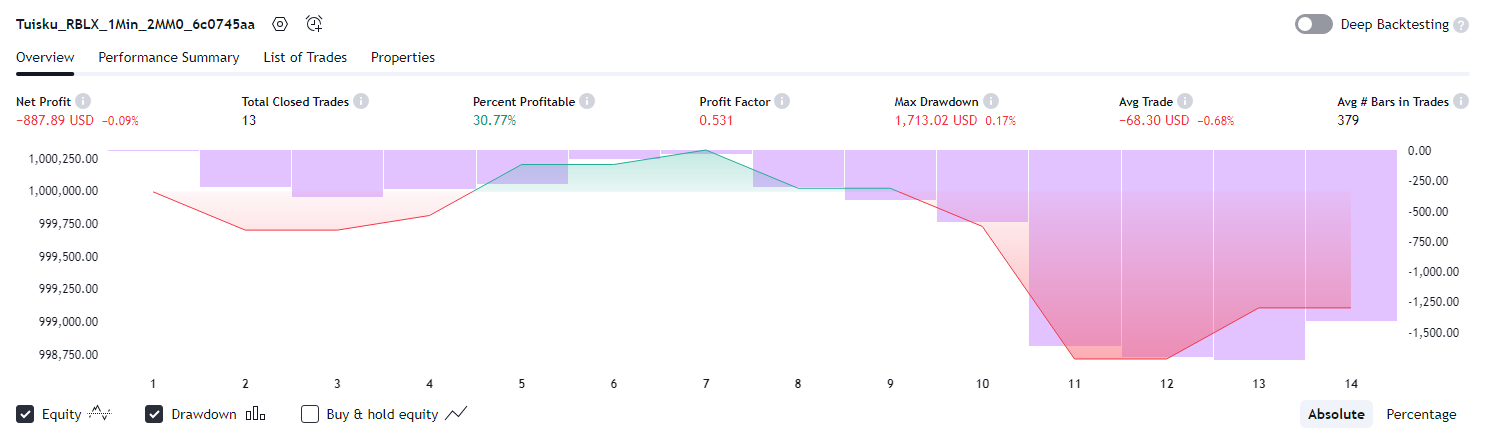 Tuisku_RBLX_1Min_2MM0_6c0745aa
Deep Backtesting ?
Overview Performance Summary List of Trades Properties
Net Profit Total Closed Trades Percent Profitable Profit Factor Max Drawdown Avg Trade Avg # Bars in Trades
−887.89 USD −0.09% 13 30.77% 0.531 1,713.02 USD 0.17% −68.30 USD −0.68% 379
1,000,250.00 0.00
1,000,000.00 -250.00
999,750.00 -500.00
999,500.00 -750.00
999,250.00 -1,000.00
999,000.00 -1,250.00
998,750.00 -1,500.00
1 2 3 4 5 6 7 8 9 10 11 12 13 14
Equity Drawdown Buy & hold equity Absolute Percentage